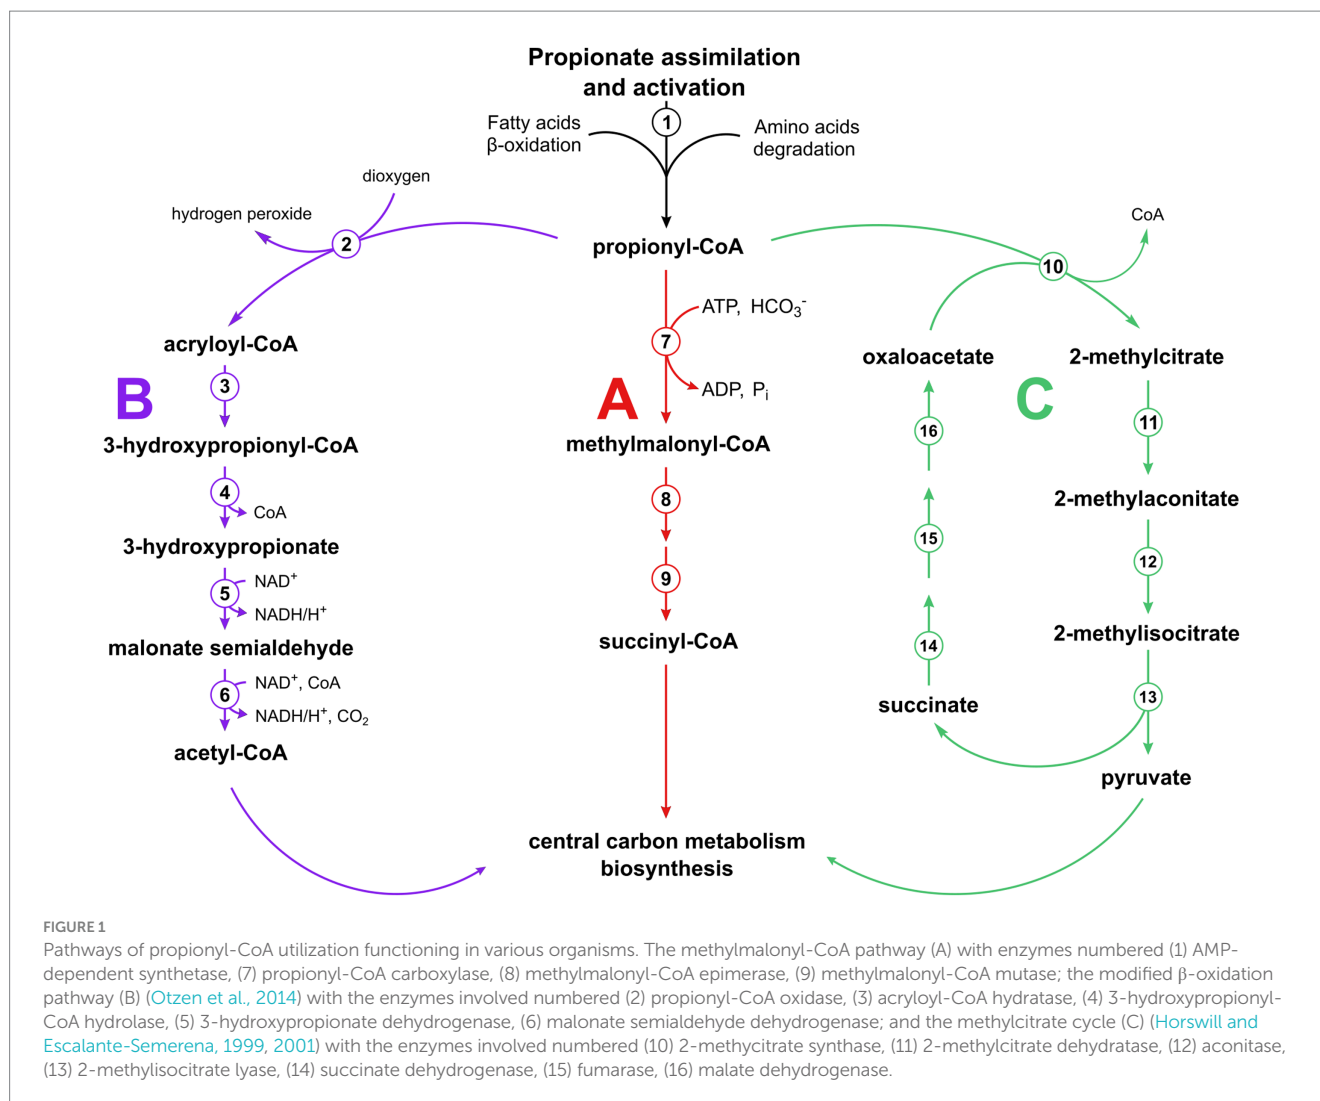 Propionate assimilation
and activation
1
Fatty acids
β-oxidation
Amino acids
degradation
dioxygen
hydrogen peroxide
2
propionyl-CoA
CoA
10
ATP, HCO3-
7
ADP, Pi
acryloyl-CoA
B
3
3-hydroxypropionyl-CoA
4
CoA
3-hydroxypropionate
5
NAD+
NADH/H+
malonate semialdehyde
6
NAD+, CoA
NADH/H+, CO2
acetyl-CoA
A
methylmalonyl-CoA
8
9
succinyl-CoA
oxaloacetate
2-methylcitrate
C
16
15
14
succinate
11
2-methylaconitate
12
2-methylisocitrate
13
pyruvate
central carbon metabolism
biosynthesis
FIGURE 1
Pathways of propionyl-CoA utilization functioning in various organisms. The methylmalonyl-CoA pathway (A) with enzymes numbered (1) AMP-
dependent synthetase, (7) propionyl-CoA carboxylase, (8) methylmalonyl-CoA epimerase, (9) methylmalonyl-CoA mutase; the modified β-oxidation
pathway (B) (Otzen et al., 2014) with the enzymes involved numbered (2) propionyl-CoA oxidase, (3) acryloyl-CoA hydratase, (4) 3-hydroxypropionyl-
CoA hydrolase, (5) 3-hydroxypropionate dehydrogenase, (6) malonate semialdehyde dehydrogenase; and the methylcitrate cycle (C) (Horswill and
Escalante-Semerena, 1999, 2001) with the enzymes involved numbered (10) 2-methycitrate synthase, (11) 2-methylcitrate dehydratase, (12) aconitase,
(13) 2-methylisocitrate lyase, (14) succinate dehydrogenase, (15) fumarase, (16) malate dehydrogenase.